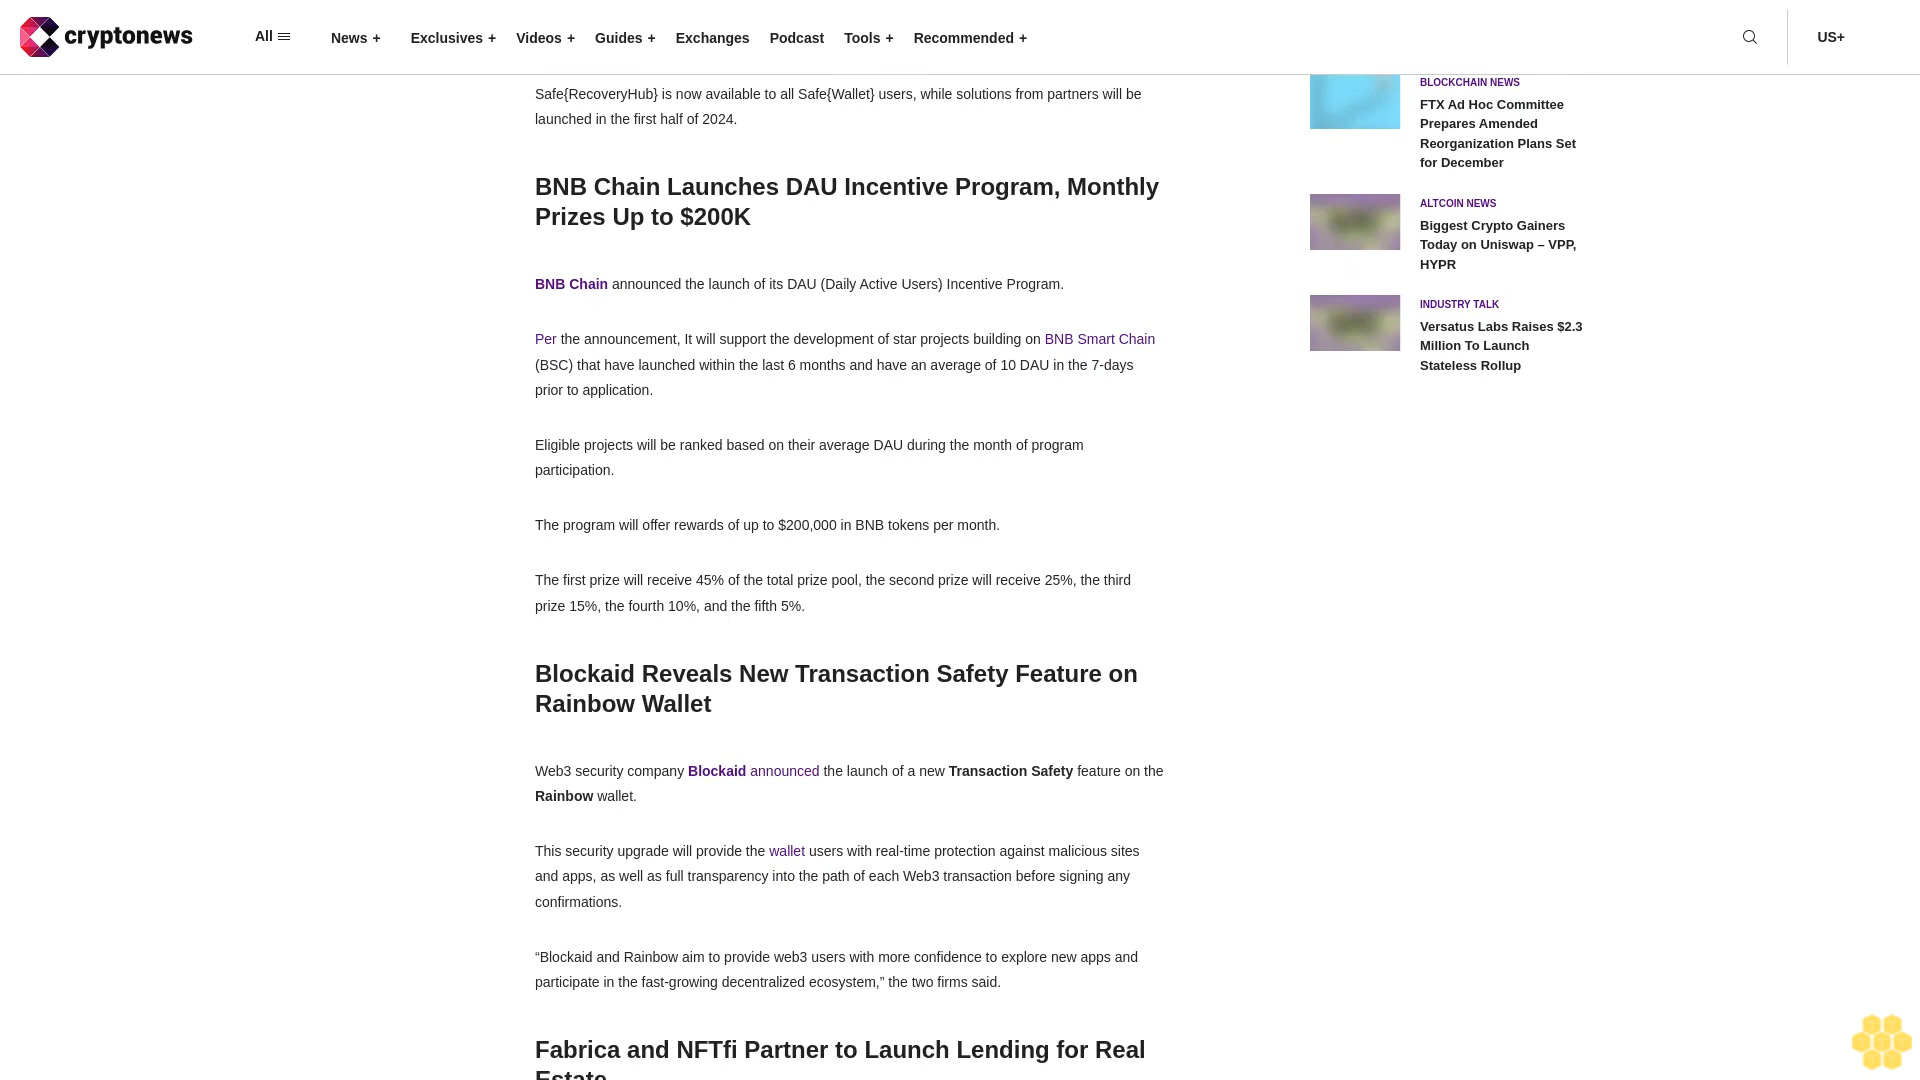 cryptonews
All
News +
Exclusives +
Videos +
Guides +
Exchanges
Podcast
Tools +
Recommended +
US+
Safe{RecoveryHub} is now available to all Safe{Wallet} users, while solutions from partners will be
launched in the first half of 2024.
BNB Chain Launches DAU Incentive Program, Monthly
Prizes Up to $200K
BNB Chain announced the launch of its DAU (Daily Active Users) Incentive Program.
Per the announcement, It will support the development of star projects building on BNB Smart Chain
(BSC) that have launched within the last 6 months and have an average of 10 DAU in the 7-days
prior to application.
Eligible projects will be ranked based on their average DAU during the month of program
participation.
The program will offer rewards of up to $200,000 in BNB tokens per month.
The first prize will receive 45% of the total prize pool, the second prize will receive 25%, the third
prize 15%, the fourth 10%, and the fifth 5%.
Blockaid Reveals New Transaction Safety Feature on
Rainbow Wallet
Web3 security company Blockaid announced the launch of a new Transaction Safety feature on the
Rainbow wallet.
This security upgrade will provide the wallet users with real-time protection against malicious sites
and apps, as well as full transparency into the path of each Web3 transaction before signing any
confirmations.
“Blockaid and Rainbow aim to provide web3 users with more confidence to explore new apps and
participate in the fast-growing decentralized ecosystem,” the two firms said.
Fabrica and NFTfi Partner to Launch Lending for Real
Estate
BLOCKCHAIN NEWS
FTX Ad Hoc Committee
Prepares Amended
Reorganization Plans Set
for December
ALTCOIN NEWS
Biggest Crypto Gainers
Today on Uniswap – VPP,
HYPR
INDUSTRY TALK
Versatus Labs Raises $2.3
Million To Launch
Stateless Rollup